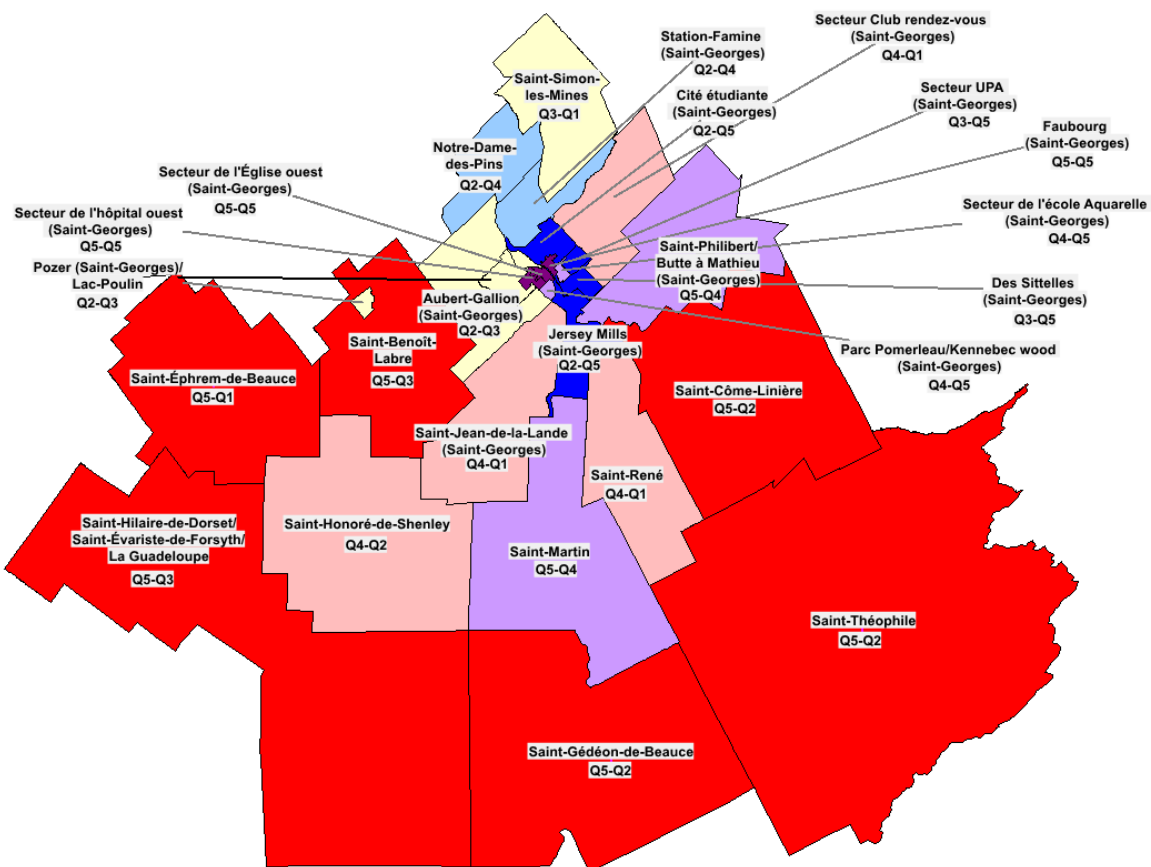 Secteur Club rendez-vous
(Saint-Georges)
Q4-Q1
Station-Famine
(Saint-Georges)
Q2-Q4
Saint-Simon-
les-Mines
Q3-Q1
Cité étudiante
(Saint-Georges)
Q2-Q5
Secteur UPA
(Saint-Georges)
Q3-Q5
Faubourg
(Saint-Georges)
Q5-Q5
Notre-Dame-
des-Pins
Q2-Q4
Secteur de l'Église ouest
(Saint-Georges)
Q5-Q5
Secteur de l'école Aquarelle
(Saint-Georges)
Q4-Q5
Secteur de l'hôpital ouest
(Saint-Georges)
Q5-Q5
Saint-Philibert/
Butte à Mathieu
(Saint-Georges)
Q5-Q4
Pozer (Saint-Georges)/
Lac-Poulin
Q2-Q3
Des Sittelles
(Saint-Georges)
Q3-Q5
Aubert-Gallion
(Saint-Georges)
Q2-Q3
Jersey Mills
(Saint-Georges)
Q2-Q5
Saint-Benoît-
Labre
Q5-Q3
Parc Pomerleau/Kennebec wood
(Saint-Georges)
Q4-Q5
Saint-Éphrem-de-Beauce
Q5-Q1
Saint-Côme-Linière
Q5-Q2
Saint-Jean-de-la-Lande
(Saint-Georges)
Q4-Q1
Saint-René
Q4-Q1
Saint-Hilaire-de-Dorset/
Saint-Évariste-de-Forsyth/
La Guadeloupe
Q5-Q3
Saint-Honoré-de-Shenley
Q4-Q2
Saint-Martin
Q5-Q4
Saint-Théophile
Q5-Q2
Saint-Gédéon-de-Beauce
Q5-Q2